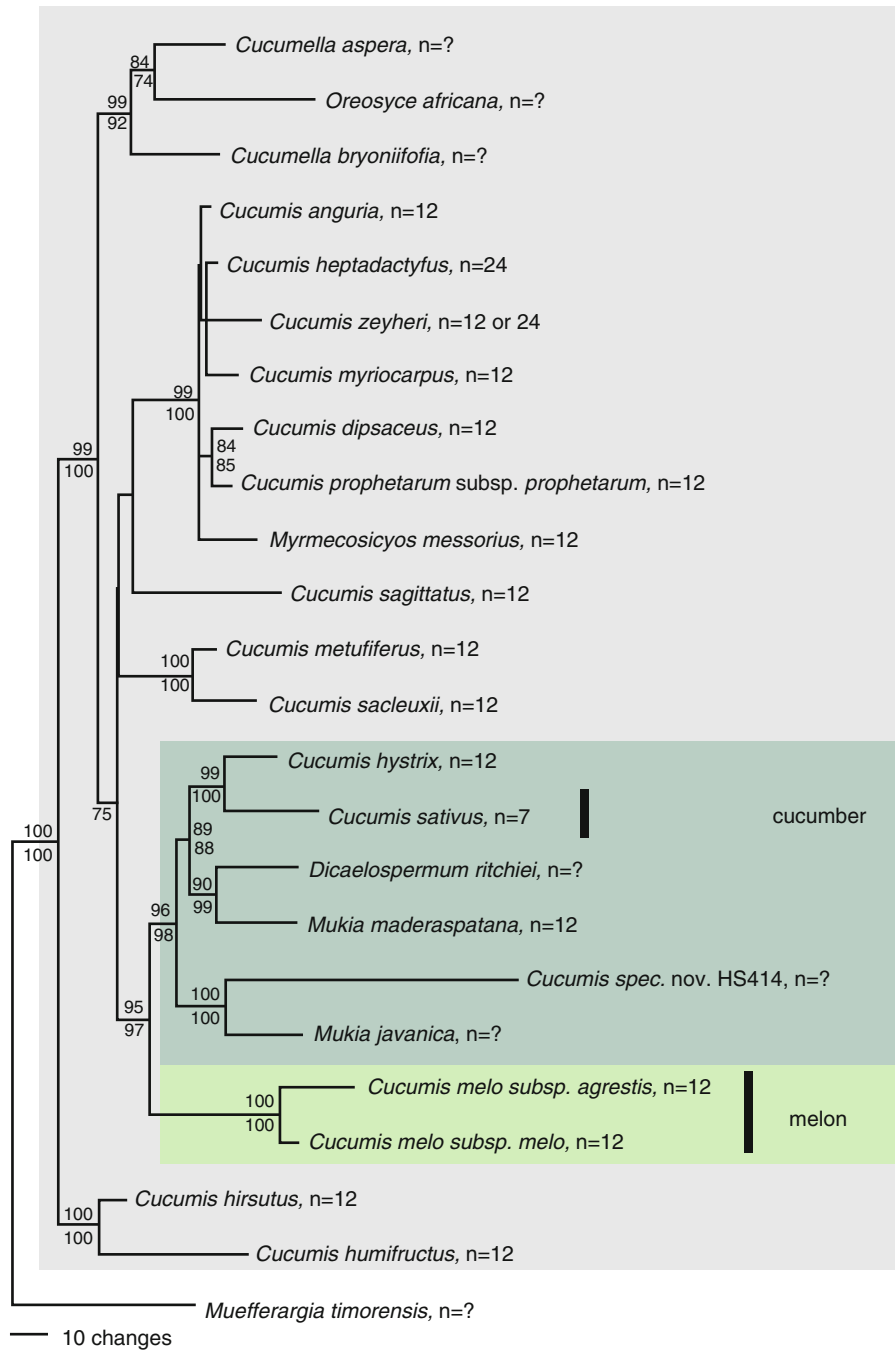 Cucumella aspera, n=?
84
74
Oreosyce africana, n=?
99
92
Cucumella bryoniifofia, n=?
Cucumis anguria, n=12
Cucumis heptadactyfus, n=24
Cucumis zeyheri, n=12 or 24
Cucumis myriocarpus, n=12
99
100
Cucumis dipsaceus, n=12
84
85
Cucumis prophetarum subsp. prophetarum, n=12
99
100
Myrmecosicyos messorius, n=12
Cucumis sagittatus, n=12
Cucumis metufiferus, n=12
100
100
Cucumis sacleuxii, n=12
Cucumis hystrix, n=12
99
100
Cucumis sativus, n=7
cucumber
75
89
88
100
100
Dicaelospermum ritchiei, n=?
90
99
Mukia maderaspatana, n=12
96
98
Cucumis spec. nov. HS414, n=?
100
100
95
97
Mukia javanica, n=?
Cucumis melo subsp. agrestis, n=12
100
100
melon
Cucumis melo subsp. melo, n=12
Cucumis hirsutus, n=12
100
100
Cucumis humifructus, n=12
Muefferargia timorensis, n=?
10 changes